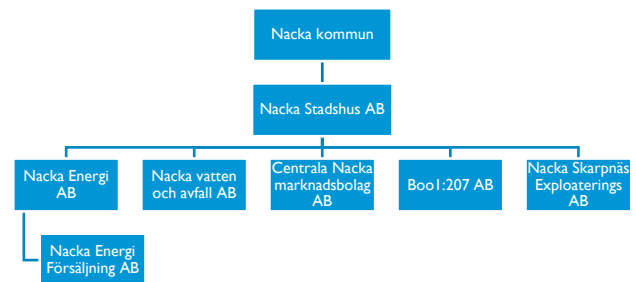 Nacka kommun
Nacka Stadshus AB
Nacka Energi
AB
Nacka vatten
och avfall AB
Centrala Nacka
marknadsbolag
AB
Boo1:207 AB
Nacka Skarpnäs
Exploaterings
AB
Nacka Energi
Försäljning AB